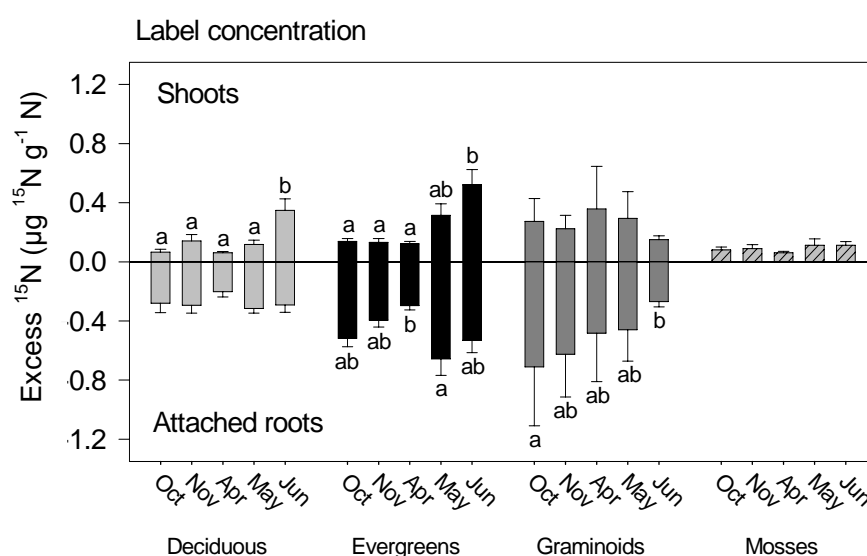 Label concentration
Shoots
Attached roots
Excess ¹⁵N (µg ¹⁵N g⁻¹ N)
1.2
0.8
0.4
0.0
0.4
0.8
1.2
a a a a b
a a a ab b
ab ab b a ab
a ab ab ab b
Oct Nov Apr May Jun Oct Nov Apr May Jun Oct Nov Apr May Jun Oct Nov Apr May Jun
Deciduous Evergreens Graminoids Mosses